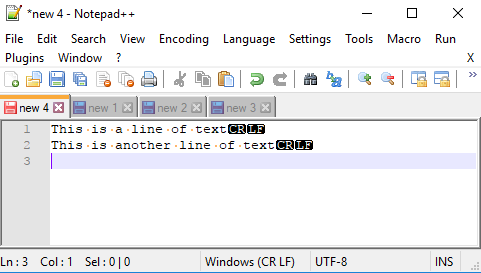 *new 4 - Notepad++
File Edit Search View Encoding Language Settings Tools Macro Run
Plugins Window ? X
new 4 new 1 new 2 new 3
1 This is a line of textCRLF
2 This is another line of textCRLF
3
Ln : 3 Col : 1 Sel : 0 | 0 Windows (CR LF) UTF-8 INS